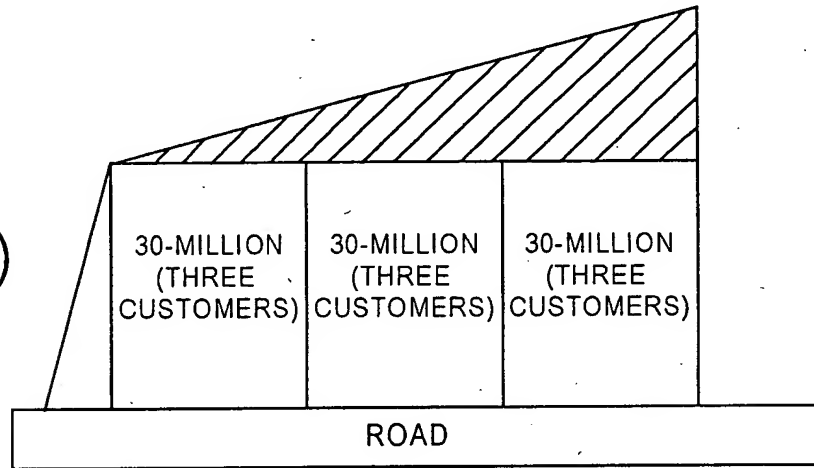 30-MILLION
(THREE
CUSTOMERS)
30-MILLION
(THREE
CUSTOMERS)
30-MILLION
(THREE
CUSTOMERS)
ROAD